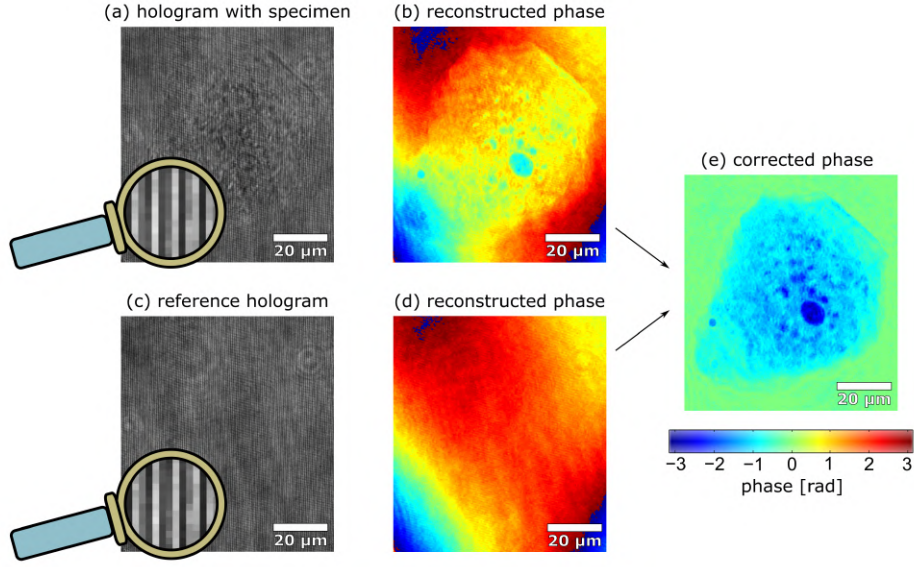 (a) hologram with specimen
(b) reconstructed phase
20 μm
20 μm
(e) corrected phase
20 μm
(c) reference hologram
(d) reconstructed phase
20 μm
20 μm
−3 −2 −1 0 1 2 3
phase [rad]